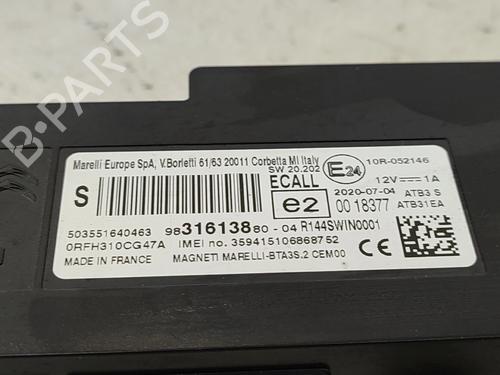 Marelli Europe SpA, V.Borletti 61/63 20011 Corbetta MI Italy
SW 20.202
E24
10R-052146
S
ECALL
12V 1A
2020-07-04 ATB3 S
e2
00 18377 ATB31EA
503551640463 9831613880 - 04 R144SWIN0001
0RFH310CG47A IMEI no. 359415106868752
MADE IN FRANCE MAGNETI MARELLI-BTA3S.2 CEM00
CE
B-PARTS